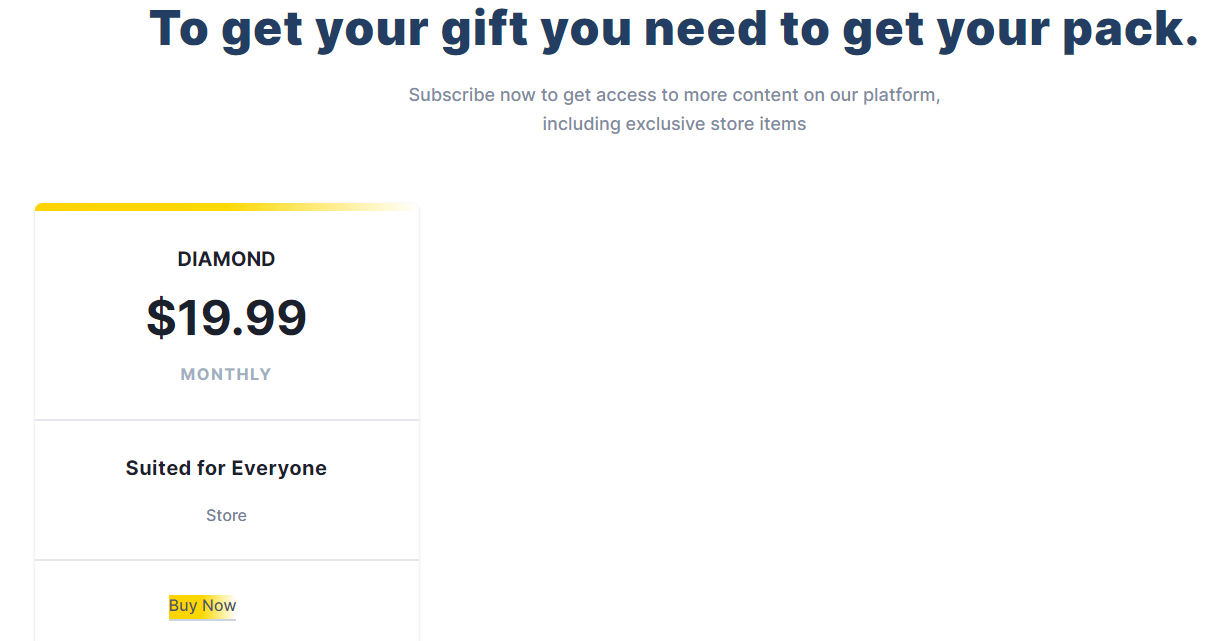 To get your gift you need to get your pack.
Subscribe now to get access to more content on our platform,
including exclusive store items
DIAMOND
$19.99
MONTHLY
Suited for Everyone
Store
Buy Now